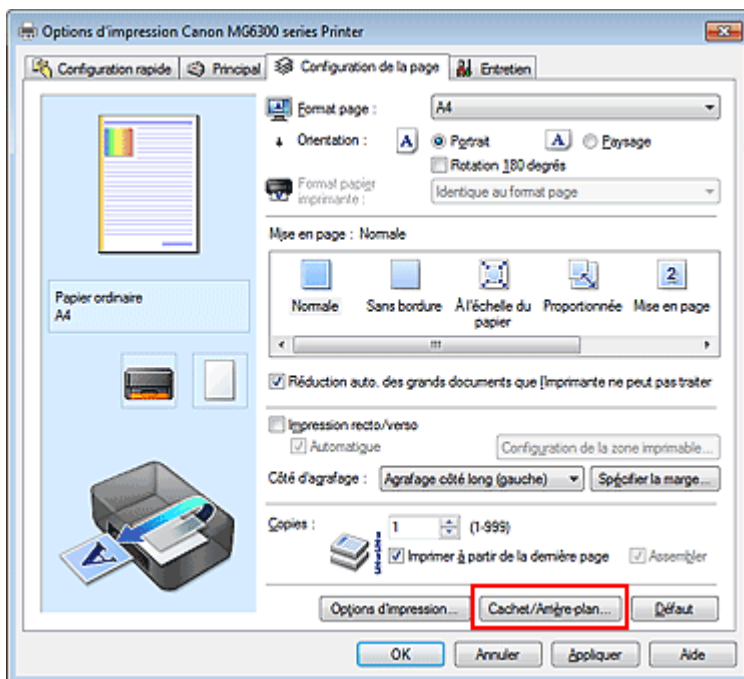 Options d'impression Canon MG6300 series Printer
Configuration rapide Principal Configuration de la page Entretien
Format page : A4
Orientation : A Portrait A Paysage
Rotation 180 degrés
Format papier imprimante : Identique au format page
Mise en page : Normale
Normale Sans bordure À l'échelle du papier Proportionnée Mise en page
Papier ordinaire
A4
Réduction auto. des grands documents que l'imprimante ne peut pas traiter
Impression recto/verso
Automatique Configuration de la zone imprimable...
Côté d'agrafage : Agrafage côté long (gauche) Spécifier la marge...
Copies : 1 (1-999)
Imprimer à partir de la dernière page Assembler
Options d'impression... Cachet/Arrière-plan... Défaut
OK Annuler Appliquer Aide